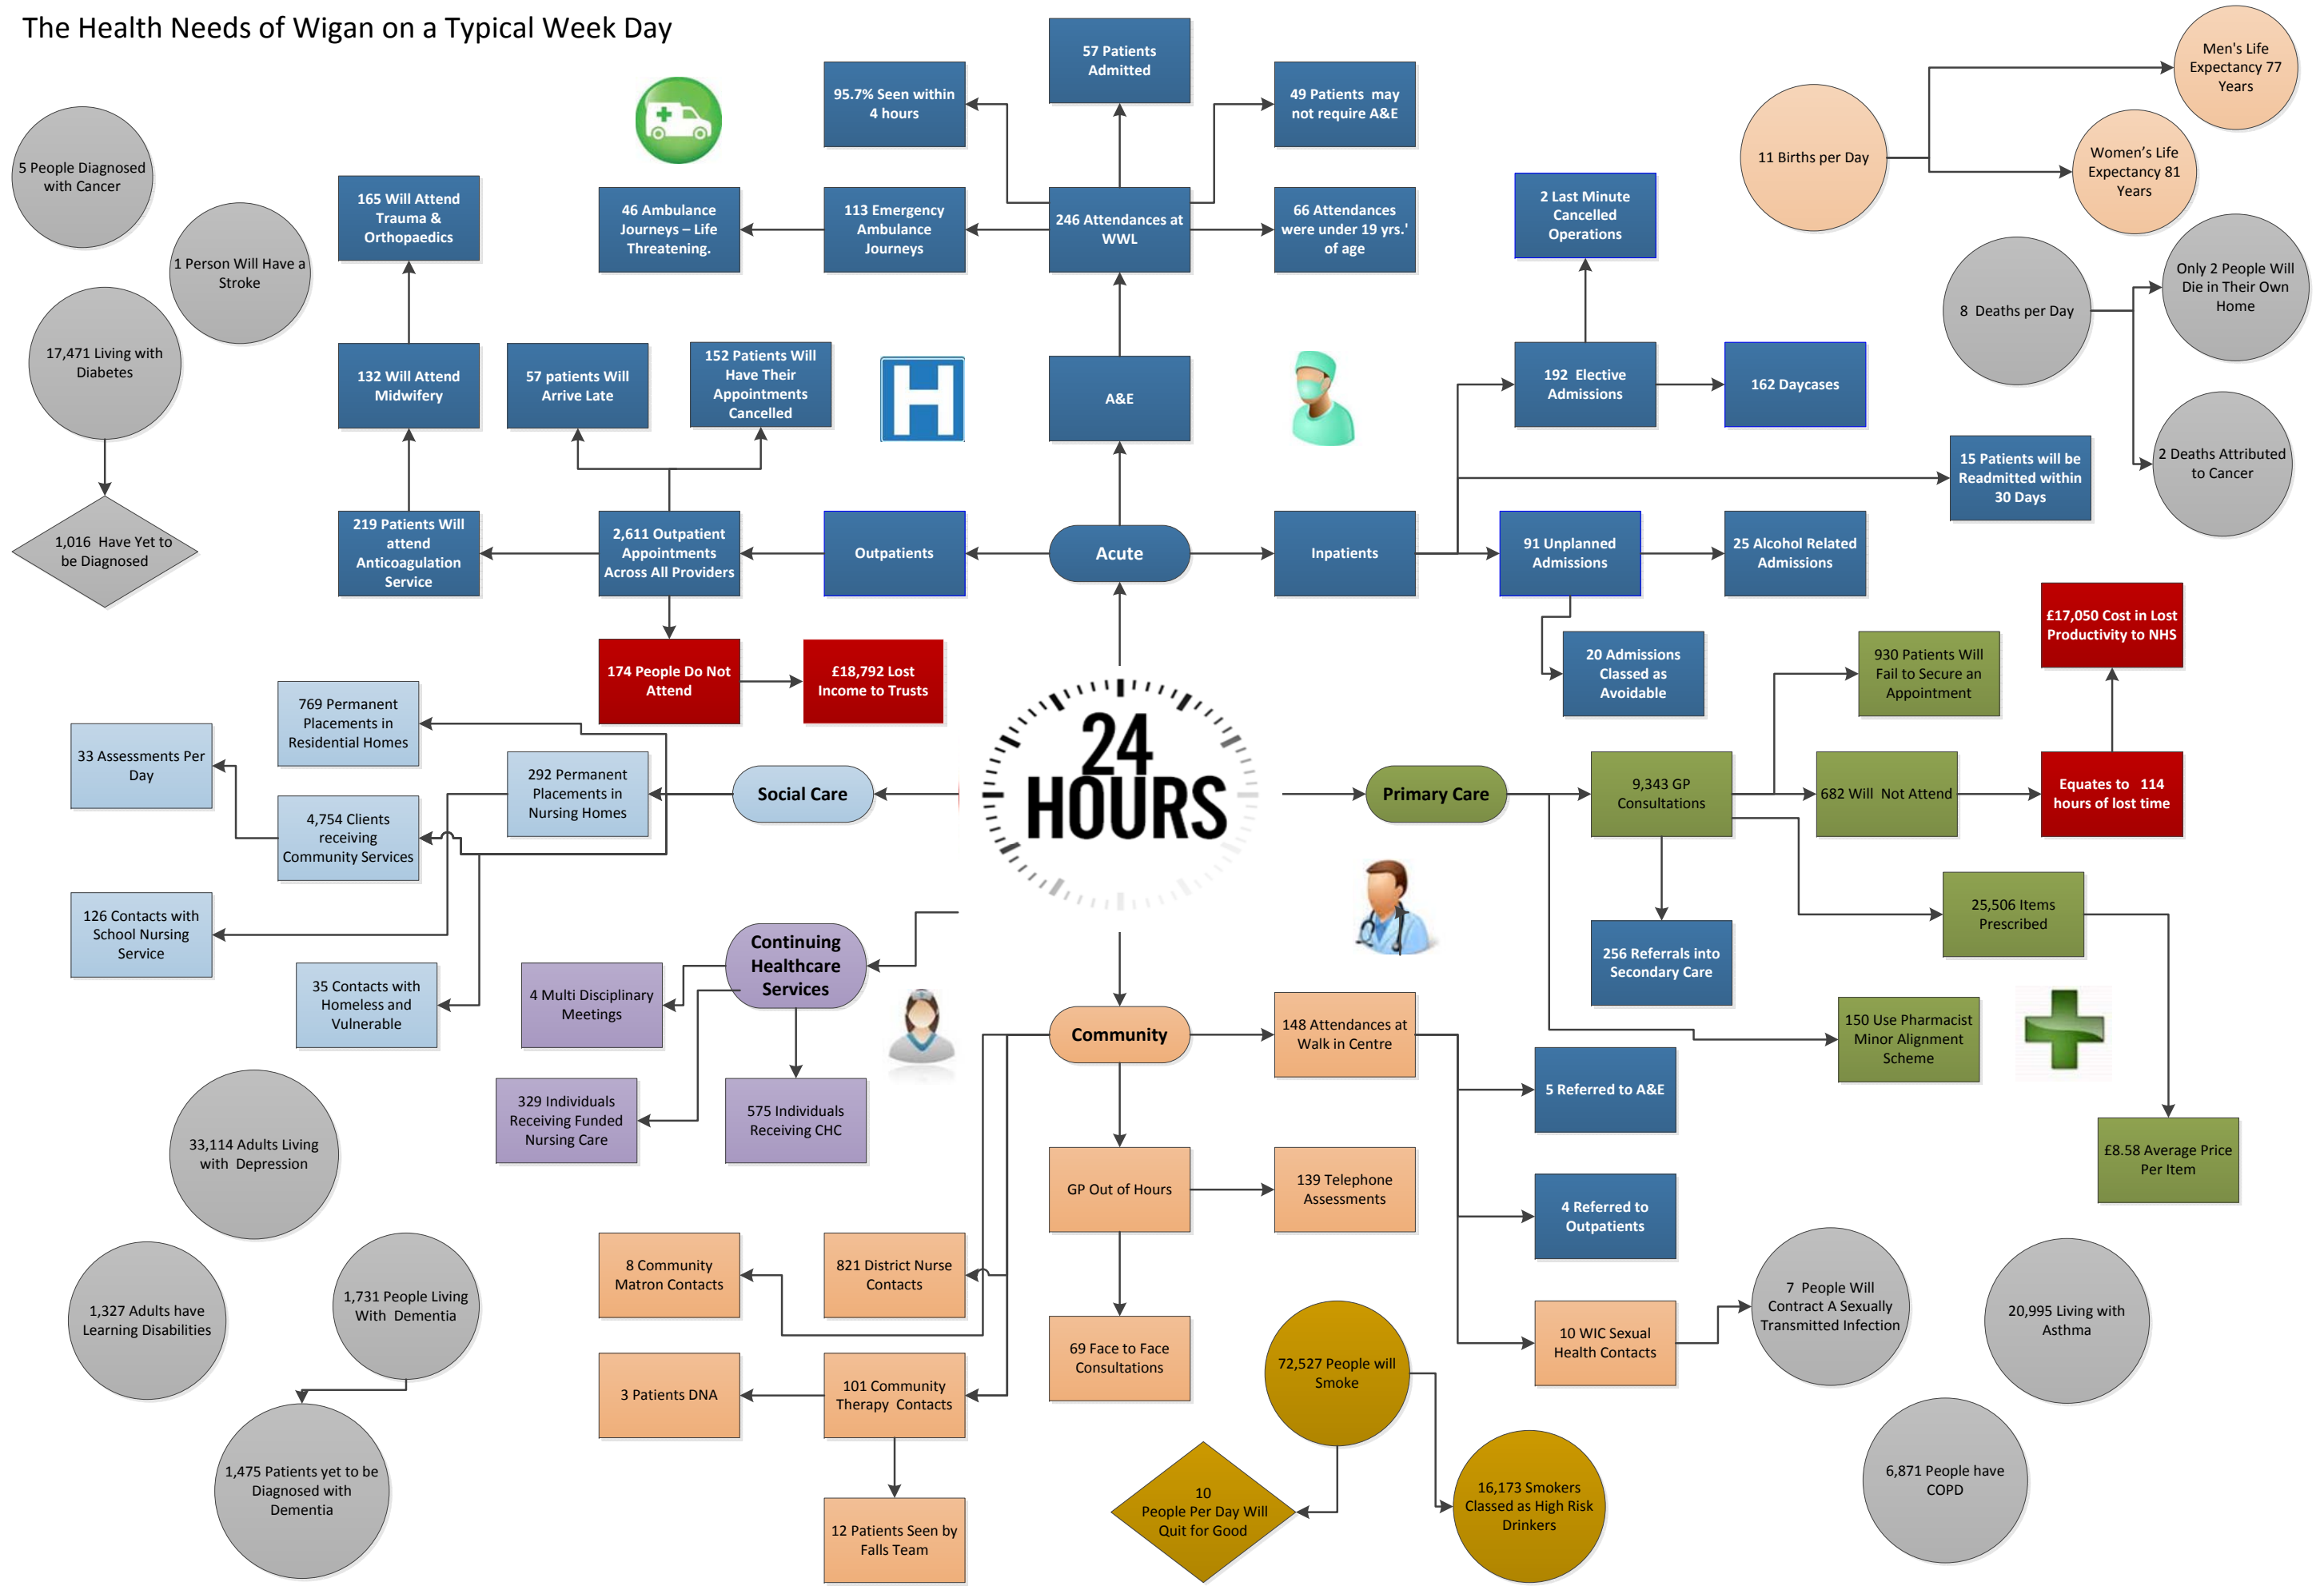 The Health Needs of Wigan on a Typical Week Day
57 Patients
Admitted
95.7% Seen within
4 hours
49 Patients  may
not require A&E
Men's Life
Expectancy 77
Years
11 Births per Day
Women's Life
Expectancy 81
Years
5 People Diagnosed
with Cancer
165 Will Attend
Trauma &
Orthopaedics
46 Ambulance
Journeys – Life
Threatening.
113 Emergency
Ambulance
Journeys
246 Attendances at
WWL
66 Attendances
were under 19 yrs.'
of age
2 Last Minute
Cancelled
Operations
1 Person Will Have a
Stroke
8  Deaths per Day
Only 2 People Will
Die in Their Own
Home
17,471 Living with
Diabetes
132 Will Attend
Midwifery
57 patients Will
Arrive Late
152 Patients Will
Have Their
Appointments
Cancelled
H
A&E
192  Elective
Admissions
162 Daycases
2 Deaths Attributed
to Cancer
15 Patients will be
Readmitted within
30 Days
1,016  Have Yet to
be Diagnosed
219 Patients Will
attend
Anticoagulation
Service
2,611 Outpatient
Appointments
Across All Providers
Outpatients
Acute
Inpatients
91 Unplanned
Admissions
25 Alcohol Related
Admissions
174 People Do Not
Attend
£18,792 Lost
Income to Trusts
20 Admissions
Classed as
Avoidable
930 Patients Will
Fail to Secure an
Appointment
£17,050 Cost in Lost
Productivity to NHS
769 Permanent
Placements in
Residential Homes
33 Assessments Per
Day
292 Permanent
Placements in
Nursing Homes
Social Care
24
HOURS
Primary Care
9,343 GP
Consultations
682 Will  Not Attend
Equates to   114
hours of lost time
4,754 Clients
receiving
Community Services
126 Contacts with
School Nursing
Service
35 Contacts with
Homeless and
Vulnerable
Continuing
Healthcare
Services
4 Multi Disciplinary
Meetings
329 Individuals
Receiving Funded
Nursing Care
575 Individuals
Receiving CHC
256 Referrals into
Secondary Care
25,506 Items
Prescribed
150 Use Pharmacist
Minor Alignment
Scheme
£8.58 Average Price
Per Item
Community
148 Attendances at
Walk in Centre
5 Referred to A&E
4 Referred to
Outpatients
GP Out of Hours
139 Telephone
Assessments
33,114 Adults Living
with  Depression
1,327 Adults have
Learning Disabilities
1,731 People Living
With  Dementia
1,475 Patients yet to be
Diagnosed with
Dementia
8 Community
Matron Contacts
821 District Nurse
Contacts
3 Patients DNA
101 Community
Therapy  Contacts
12 Patients Seen by
Falls Team
69 Face to Face
Consultations
72,527 People will
Smoke
10
People Per Day Will
Quit for Good
16,173 Smokers
Classed as High Risk
Drinkers
10 WIC Sexual
Health Contacts
7  People Will
Contract A Sexually
Transmitted Infection
20,995 Living with
Asthma
6,871 People have
COPD